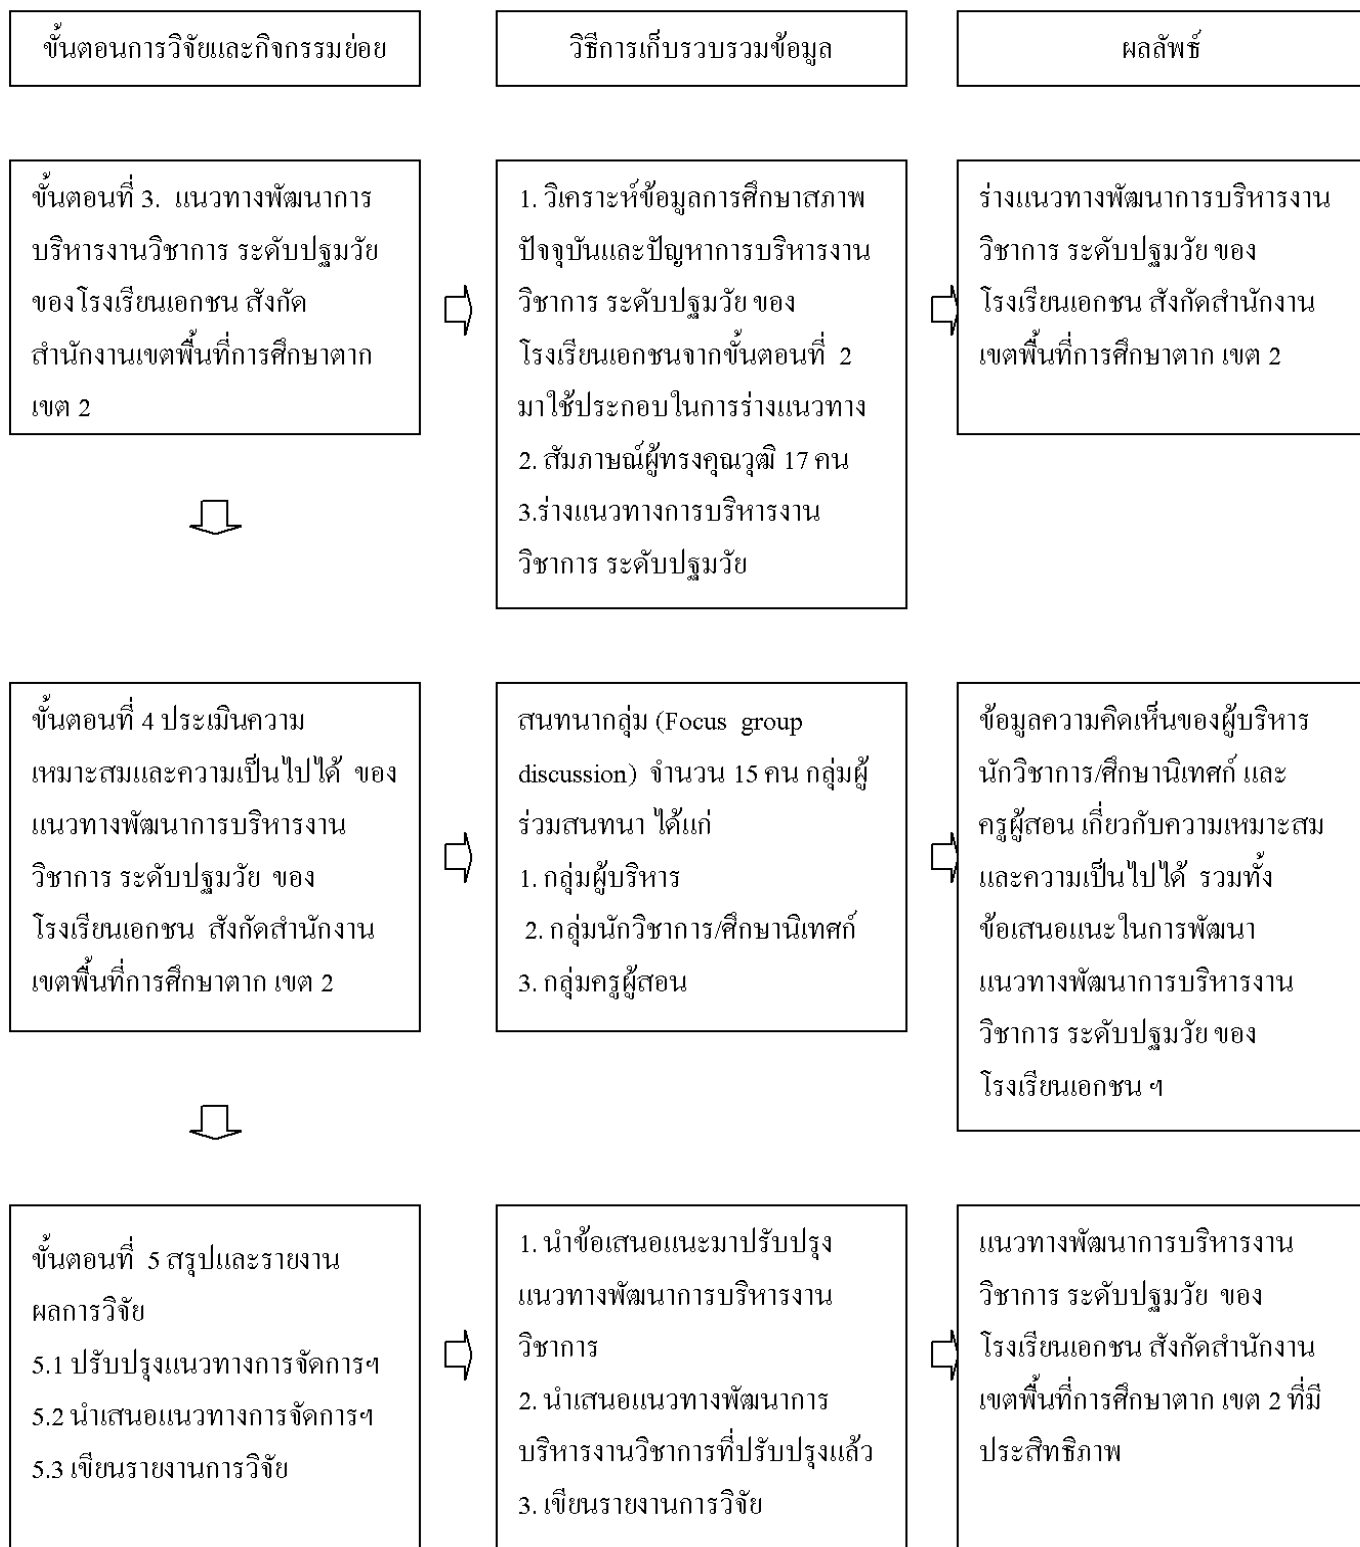 ขั้นตอนการวิจัยและกิจกรรมย่อย
วิธีการเก็บรวบรวมข้อมูล
ผลลัพธ์
ขั้นตอนที่ 3. แนวทางพัฒนาการ
บริหารงานวิชาการ ระดับปฐมวัย
ของโรงเรียนเอกชน สังกัด
สำนักงานเขตพื้นที่การศึกษาตาก
เขต 2
1. วิเคราะห์ข้อมูลการศึกษาสภาพ
ปัจจุบันและปัญหาการบริหารงาน
วิชาการ ระดับปฐมวัย ของ
โรงเรียนเอกชนจากขั้นตอนที่ 2
มาใช้ประกอบในการร่างแนวทาง
2. สัมภาษณ์ผู้ทรงคุณวุฒิ 17 คน
3.ร่างแนวทางการบริหารงาน
วิชาการ ระดับปฐมวัย
ร่างแนวทางพัฒนาการบริหารงาน
วิชาการ ระดับปฐมวัย ของ
โรงเรียนเอกชน สังกัดสำนักงาน
เขตพื้นที่การศึกษาตาก เขต 2
ขั้นตอนที่ 4 ประเมินความ
เหมาะสมและความเป็นไปได้ ของ
แนวทางพัฒนาการบริหารงาน
วิชาการ ระดับปฐมวัย ของ
โรงเรียนเอกชน สังกัดสำนักงาน
เขตพื้นที่การศึกษาตาก เขต 2
สนทนากลุ่ม (Focus group
discussion) จำนวน 15 คน กลุ่มผู้
ร่วมสนทนา ได้แก่
1. กลุ่มผู้บริหาร
2. กลุ่มนักวิชาการ/ศึกษานิเทศก์
3. กลุ่มครูผู้สอน
ข้อมูลความคิดเห็นของผู้บริหาร
นักวิชาการ/ศึกษานิเทศก์ และ
ครูผู้สอน เกี่ยวกับความเหมาะสม
และความเป็นไปได้ รวมทั้ง
ข้อเสนอแนะในการพัฒนา
แนวทางพัฒนาการบริหารงาน
วิชาการ ระดับปฐมวัย ของ
โรงเรียนเอกชน ฯ
ขั้นตอนที่ 5 สรุปและรายงาน
ผลการวิจัย
5.1 ปรับปรุงแนวทางการจัดการฯ
5.2 นำเสนอแนวทางการจัดการฯ
5.3 เขียนรายงานการวิจัย
1. นำข้อเสนอแนะมาปรับปรุง
แนวทางพัฒนาการบริหารงาน
วิชาการ
2. นำเสนอแนวทางพัฒนาการ
บริหารงานวิชาการที่ปรับปรุงแล้ว
3. เขียนรายงานการวิจัย
แนวทางพัฒนาการบริหารงาน
วิชาการ ระดับปฐมวัย ของ
โรงเรียนเอกชน สังกัดสำนักงาน
เขตพื้นที่การศึกษาตาก เขต 2 ที่มี
ประสิทธิภาพ